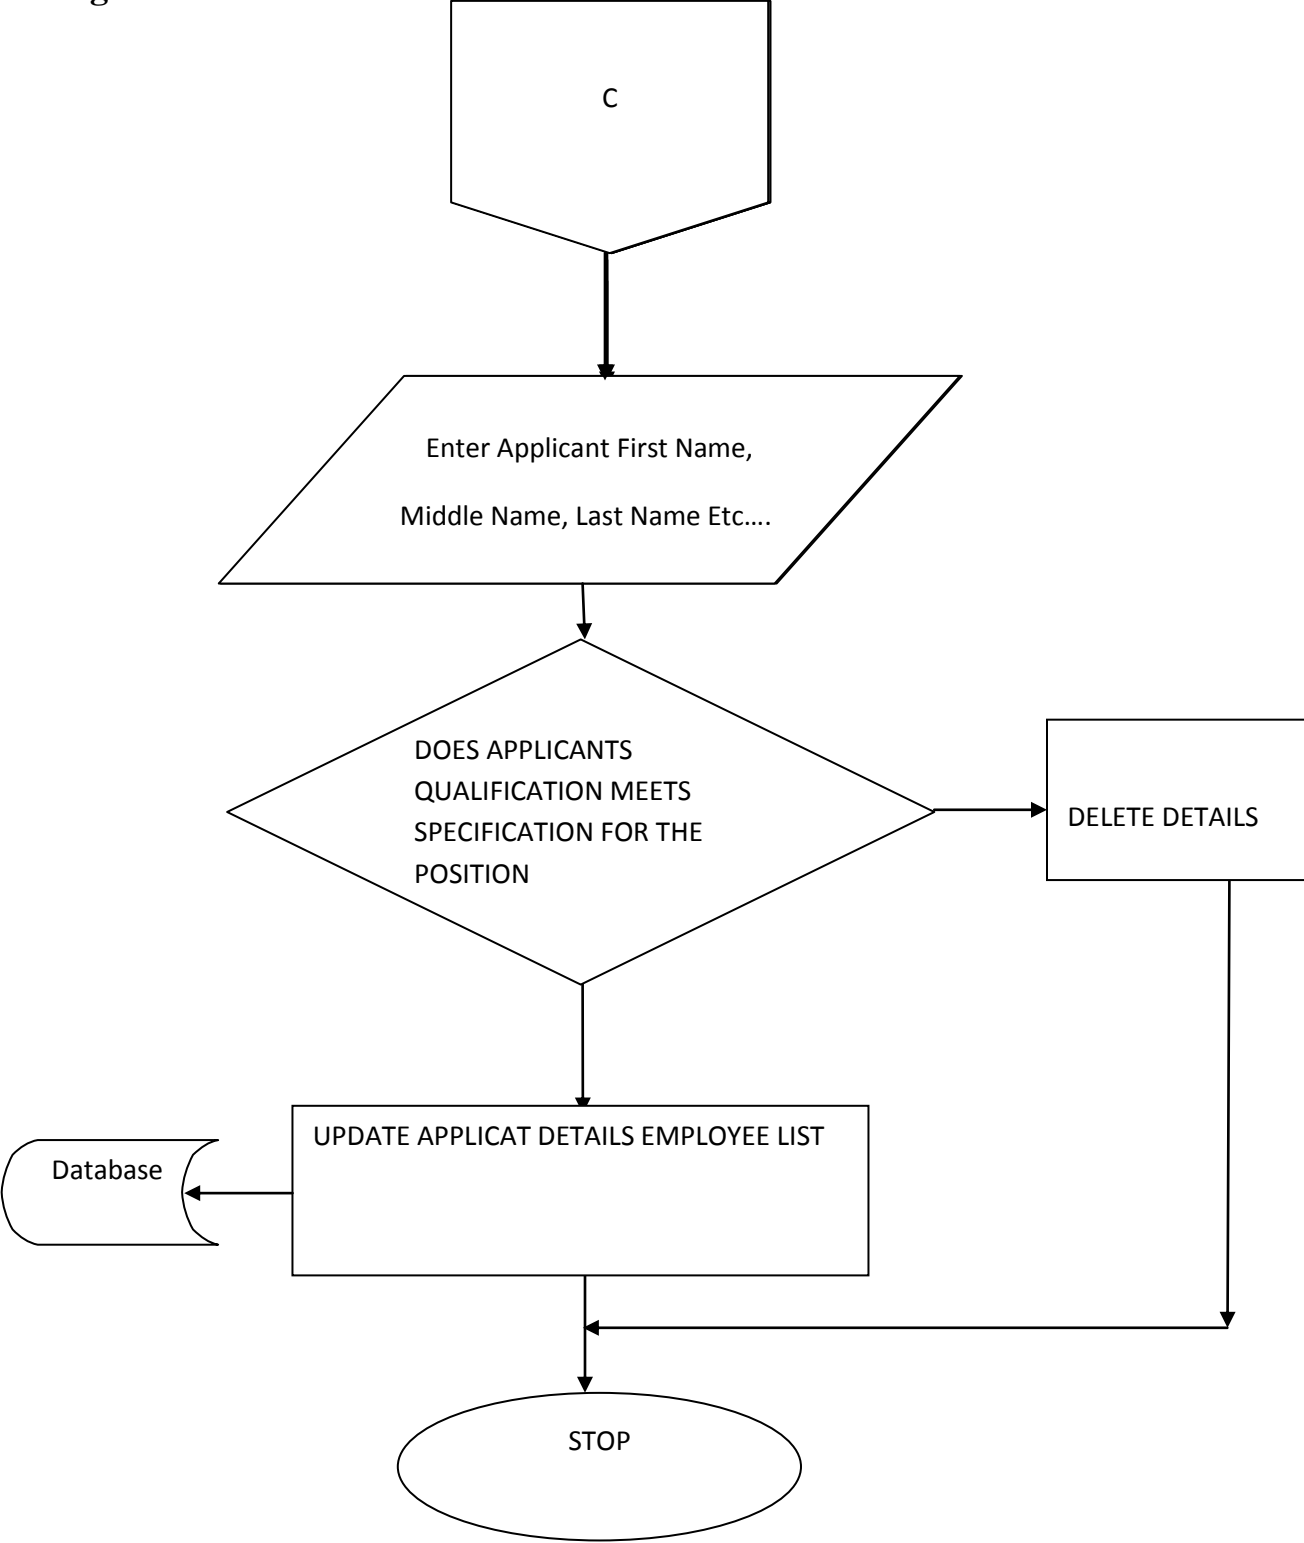 C
Enter Applicant First Name,
Middle Name, Last Name Etc….
DOES APPLICANTS
QUALIFICATION MEETS
SPECIFICATION FOR THE
POSITION
DELETE DETAILS
UPDATE APPLICAT DETAILS EMPLOYEE LIST
Database
STOP